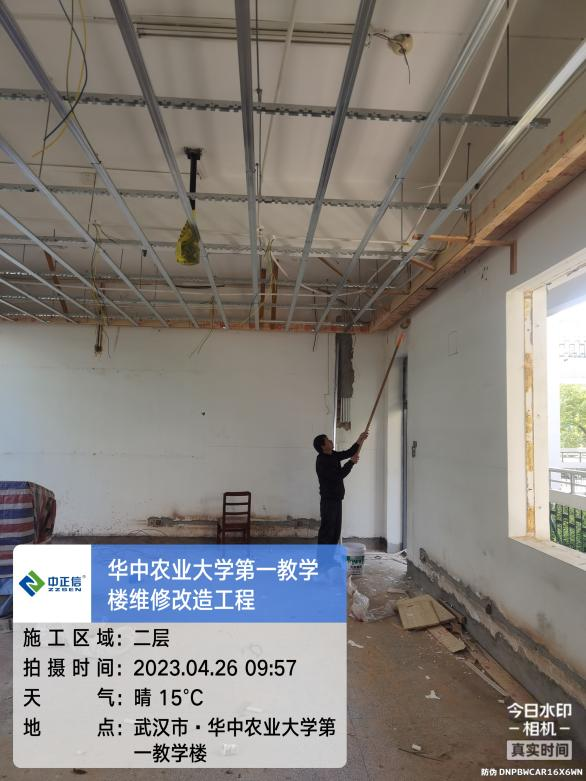 中正信®
ZZSEN
华中农业大学第一教学
楼维修改造工程
施工区域：二层
拍摄时间：2023.04.26 09:57
天气：晴 15℃
地点：武汉市·华中农业大学第
一教学楼
今日水印
相机
真实时间
防伪 DNPBWCAR16X6WN